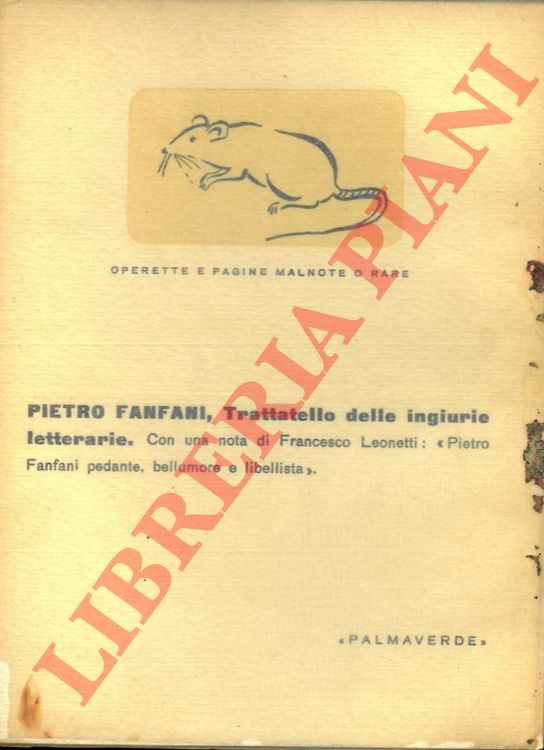 OPERETTE E PAGINE MALNOTE O RARE
PIETRO FANFANI, Trattatello delle ingiurie
letterarie. Con una nota di Francesco Leonetti: «Pietro
Fanfani pedante, bellumore e libellista».
«PALMAVERDE»
LIBRERIA PIANI